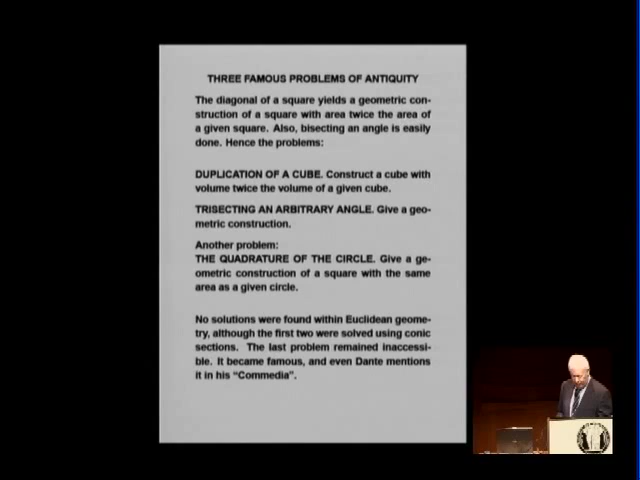 THREE FAMOUS PROBLEMS OF ANTIQUITY
The diagonal of a square yields a geometric con-
struction of a square with area twice the area of
a given square. Also, bisecting an angle is easily
done. Hence the problems:
DUPLICATION OF A CUBE. Construct a cube with
volume twice the volume of a given cube.
TRISECTING AN ARBITRARY ANGLE. Give a geo-
metric construction.
Another problem:
THE QUADRATURE OF THE CIRCLE. Give a ge-
ometric construction of a square with the same
area as a given circle.
No solutions were found within Euclidean geome-
try, although the first two were solved using conic
sections. The last problem remained inaccessi-
ble. It became famous, and even Dante mentions
it in his "Commedia".